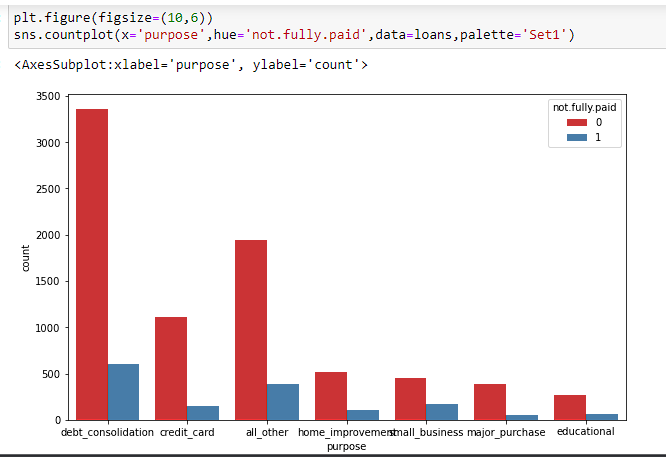 plt.figure(figsize=(10,6))
sns.countplot(x='purpose',hue='not.fully.paid',data=loans,palette='Set1')
<AxesSubplot:xlabel='purpose', ylabel='count'>
3500
3000
2500
2000
1500
1000
500
0
count
not.fully.paid
0
1
debt_consolidation credit_card all_other home_improvement small_business major_purchase educational
purpose